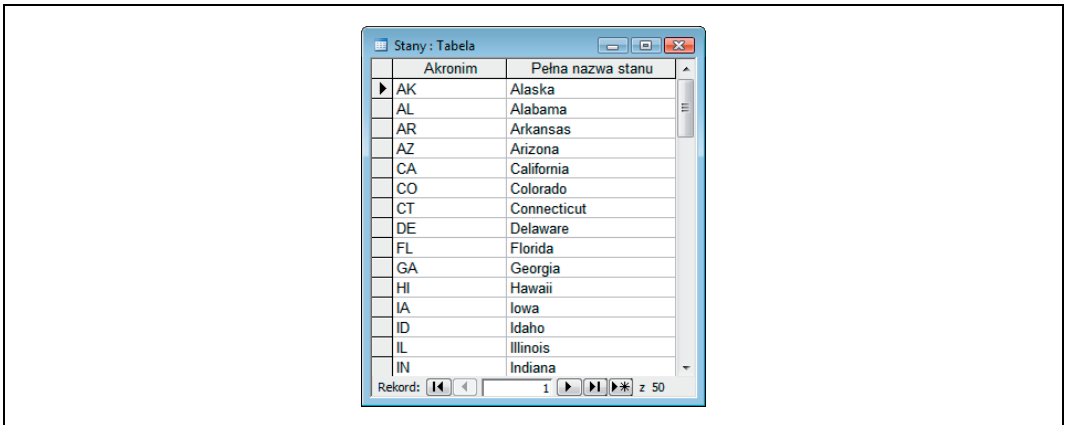 Stany : Tabela
Akronim Pełna nazwa stanu
AK Alaska
AL Alabama
AR Arkansas
AZ Arizona
CA California
CO Colorado
CT Connecticut
DE Delaware
FL Florida
GA Georgia
HI Hawaii
IA Iowa
ID Idaho
IL Illinois
IN Indiana
Rekord: 1 z 50